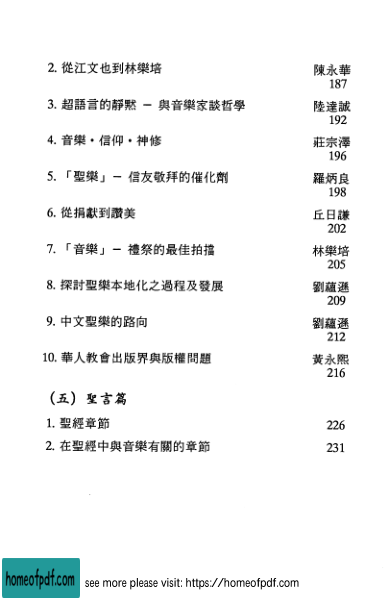 2. 從江文也到林樂培 陳永華
187
3. 超語言的靜默 — 與音樂家談哲學 陸達誠
192
4. 音樂・信仰・神修 莊宗澤
196
5. 「聖樂」— 信友敬拜的催化劑 羅炳良
198
6. 從捐獻到讚美 丘日謙
202
7. 「音樂」— 禮祭的最佳拍擋 林樂培
205
8. 探討聖樂本地化之過程及發展 劉蘊遜
209
9. 中文聖樂的路向 劉蘊遜
212
10. 華人教會出版界與版權問題 黃永熙
216
(五) 聖言篇
1. 聖經章節 226
2. 在聖經中與音樂有關的章節 231
homeofpdf.com see more please visit: https://homeofpdf.com